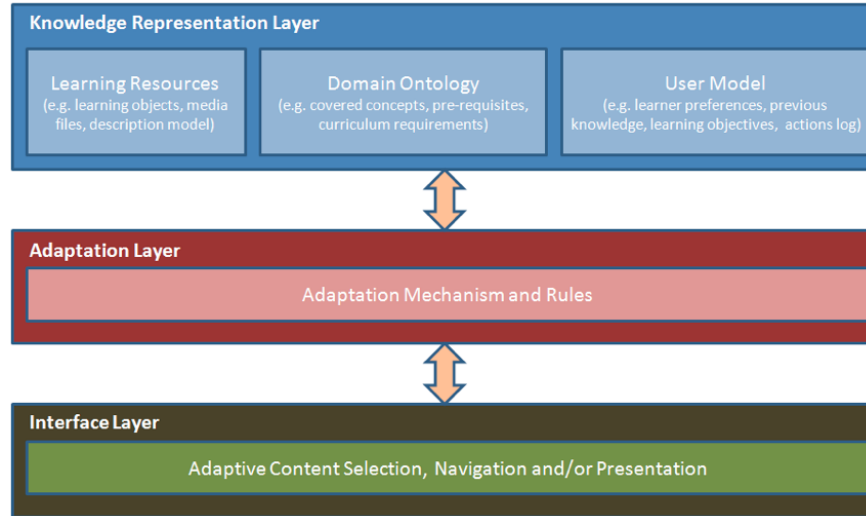 Knowledge Representation Layer
Learning Resources
(e.g. learning objects, media
files, description model)
Domain Ontology
(e.g. covered concepts, pre-requisites,
curriculum requirements)
User Model
(e.g. learner preferences, previous
knowledge, learning objectives, actions log)
Adaptation Layer
Adaptation Mechanism and Rules
Interface Layer
Adaptive Content Selection, Navigation and/or Presentation